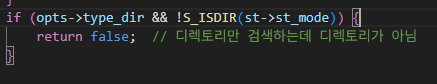 if (opts->type_dir && !S_ISDIR(st->st_mode)) {
    return false;  // 디렉토리만 검색하는데 디렉토리가 아님
}